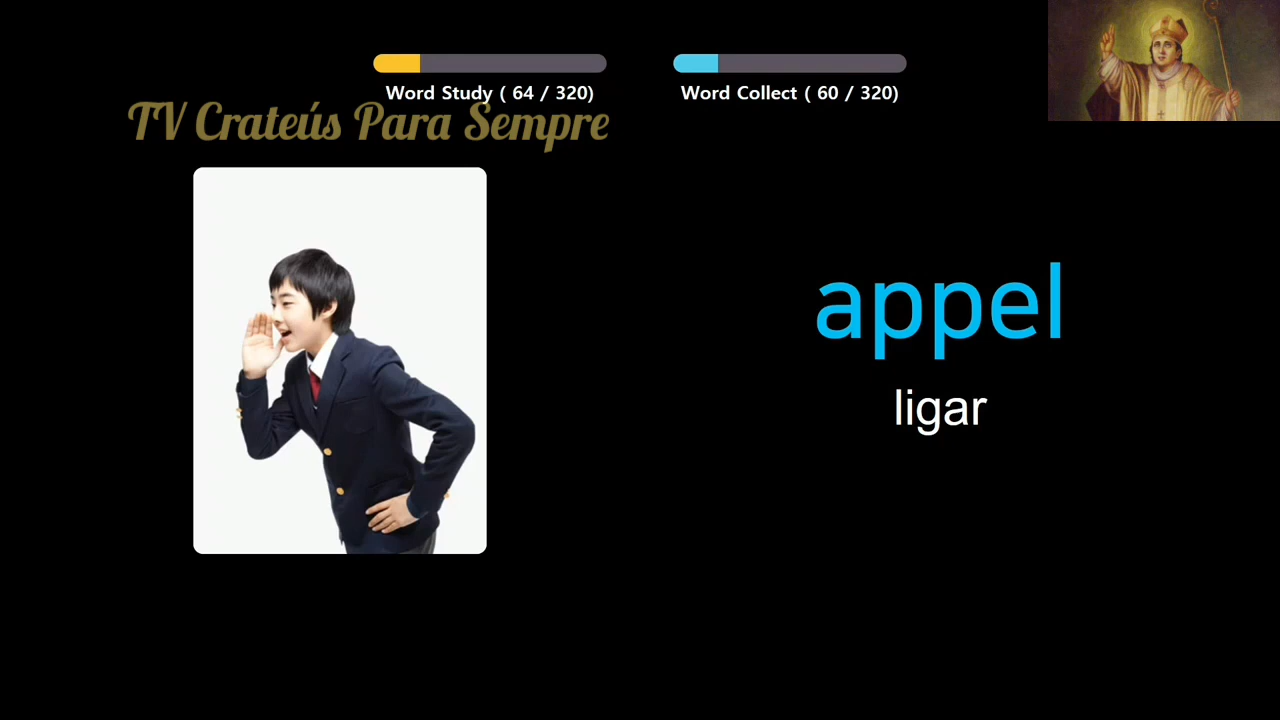 Word Study ( 64 / 320)
Word Collect ( 60 / 320)
TV Crateús Para Sempre
appel
ligar